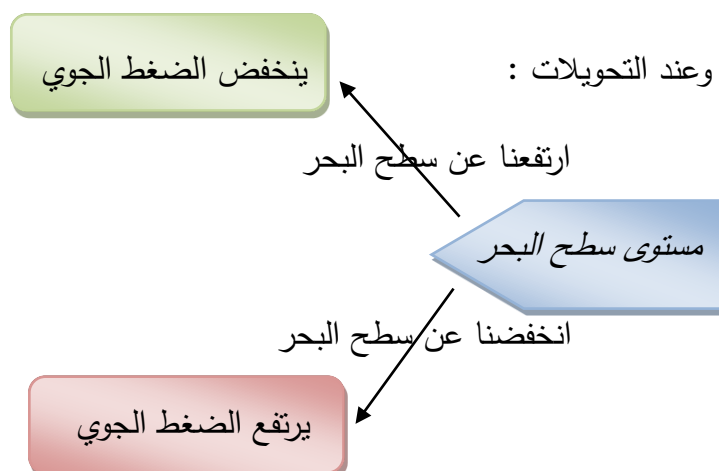 وعند التحويلات :
ينخفض الضغط الجوي
ارتفعنا عن سطح البحر
مستوى سطح البحر
انخفضنا عن سطح البحر
يرتفع الضغط الجوي